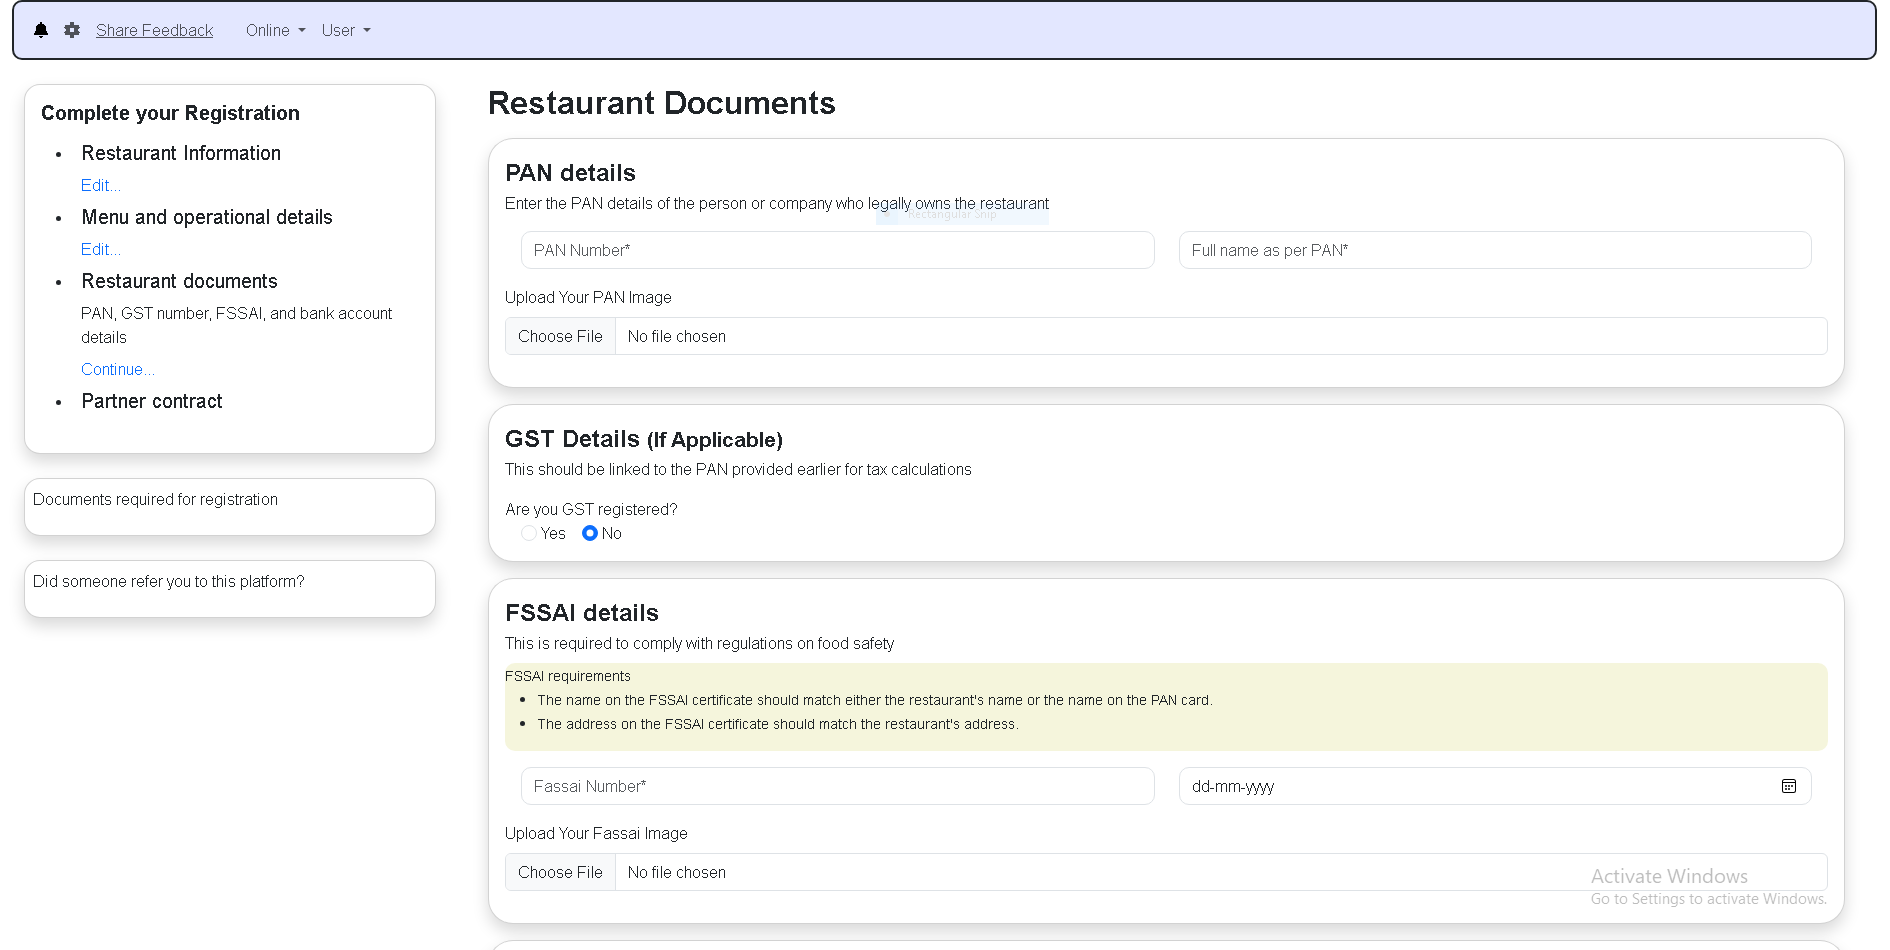 Share Feedback Online User
Complete your Registration
Restaurant Information
Edit...
Menu and operational details
Edit...
Restaurant documents
PAN, GST number, FSSAI, and bank account
details
Continue...
Partner contract
Documents required for registration
Did someone refer you to this platform?
Restaurant Documents
PAN details
Enter the PAN details of the person or company who legally owns the restaurant
Rectangular Snip
PAN Number* Full name as per PAN*
Upload Your PAN Image
Choose File No file chosen
GST Details (If Applicable)
This should be linked to the PAN provided earlier for tax calculations
Are you GST registered?
Yes No
FSSAI details
This is required to comply with regulations on food safety
FSSAI requirements
The name on the FSSAI certificate should match either the restaurant's name or the name on the PAN card.
The address on the FSSAI certificate should match the restaurant's address.
Fassai Number* dd-mm-yyyy
Upload Your Fassai Image
Choose File No file chosen
Activate Windows
Go to Settings to activate Windows.